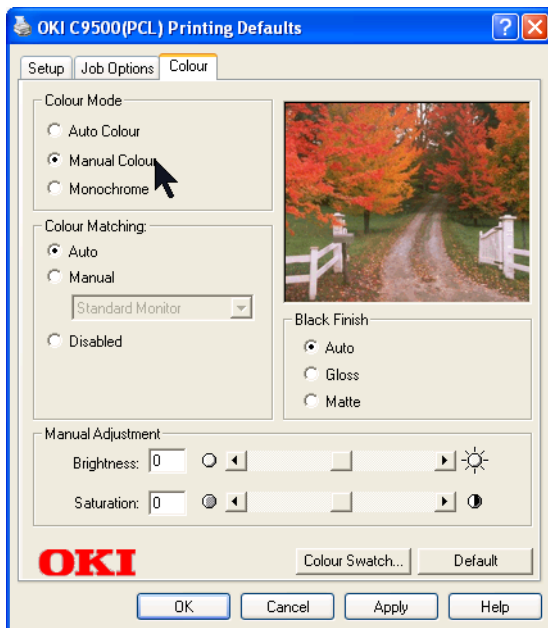 OKI C9500(PCL) Printing Defaults
Setup
Job Options
Colour
Colour Mode
Auto Colour
Manual Colour
Monochrome
Colour Matching:
Auto
Manual
Standard Monitor
Disabled
Black Finish
Auto
Gloss
Matte
Manual Adjustment
Brightness: 0
Saturation: 0
OKI
Colour Swatch...
Default
OK
Cancel
Apply
Help